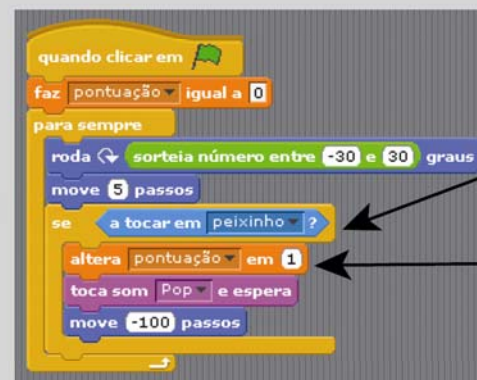 quando clicar em
faz pontuação igual a 0
para sempre
roda sorteia número entre -30 e 30 graus
move 5 passos
se a tocar em peixinho ?
altera pontuação em 1
toca som Pop e espera
move -100 passos